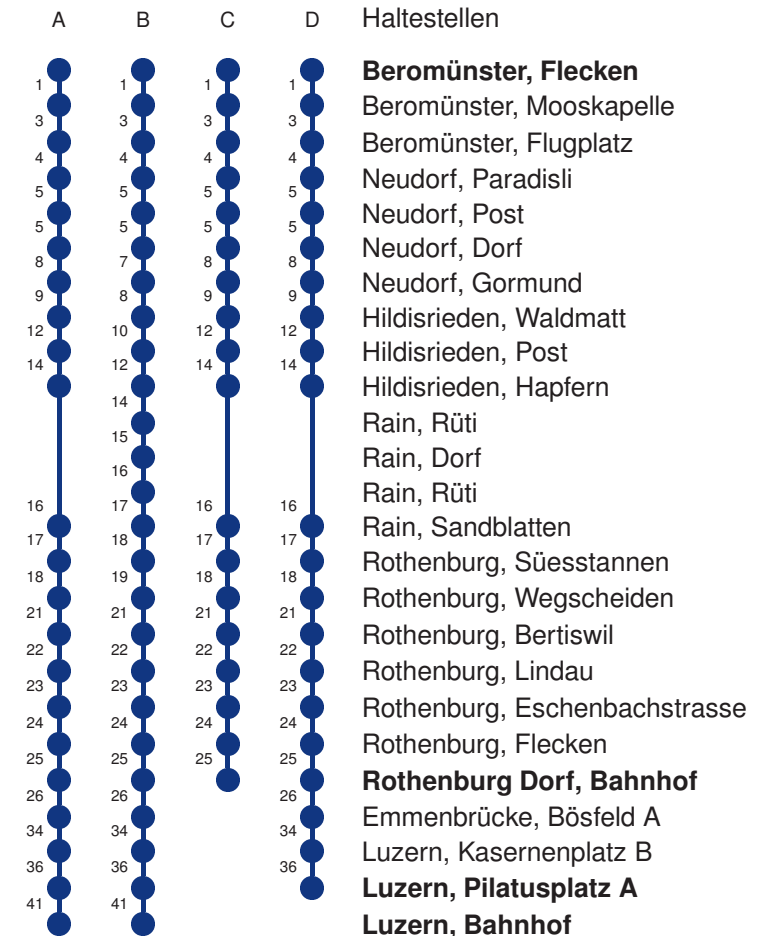 A B C D Haltestellen
Beromünster, Flecken
1 1 1 1 Beromünster, Mooskapelle
3 3 3 3 Beromünster, Flugplatz
4 4 4 4 Neudorf, Paradisli
5 5 5 5 Neudorf, Post
5 5 5 5 Neudorf, Dorf
8 7 8 8 Neudorf, Gormund
9 8 9 9 Hildisrieden, Waldmatt
12 10 12 12 Hildisrieden, Post
14 12 14 14 Hildisrieden, Hapfern
14 Rain, Rüti
15 Rain, Dorf
16 Rain, Rüti
16 17 16 16 Rain, Sandblatten
17 18 17 17 Rothenburg, Süesstannen
18 19 18 18 Rothenburg, Wegscheiden
21 21 21 21 Rothenburg, Bertiswil
22 22 22 22 Rothenburg, Lindau
23 23 23 23 Rothenburg, Eschenbachstrasse
24 24 24 24 Rothenburg, Flecken
25 25 25 25 Rothenburg Dorf, Bahnhof
26 26 26 Emmenbrücke, Bösfeld A
34 34 34 Luzern, Kasernenplatz B
36 36 36 Luzern, Pilatusplatz A
41 41 Luzern, Bahnhof